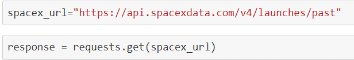 spacex_url="https://api.spacexdata.com/v4/launches/past"
response = requests.get(spacex_url)